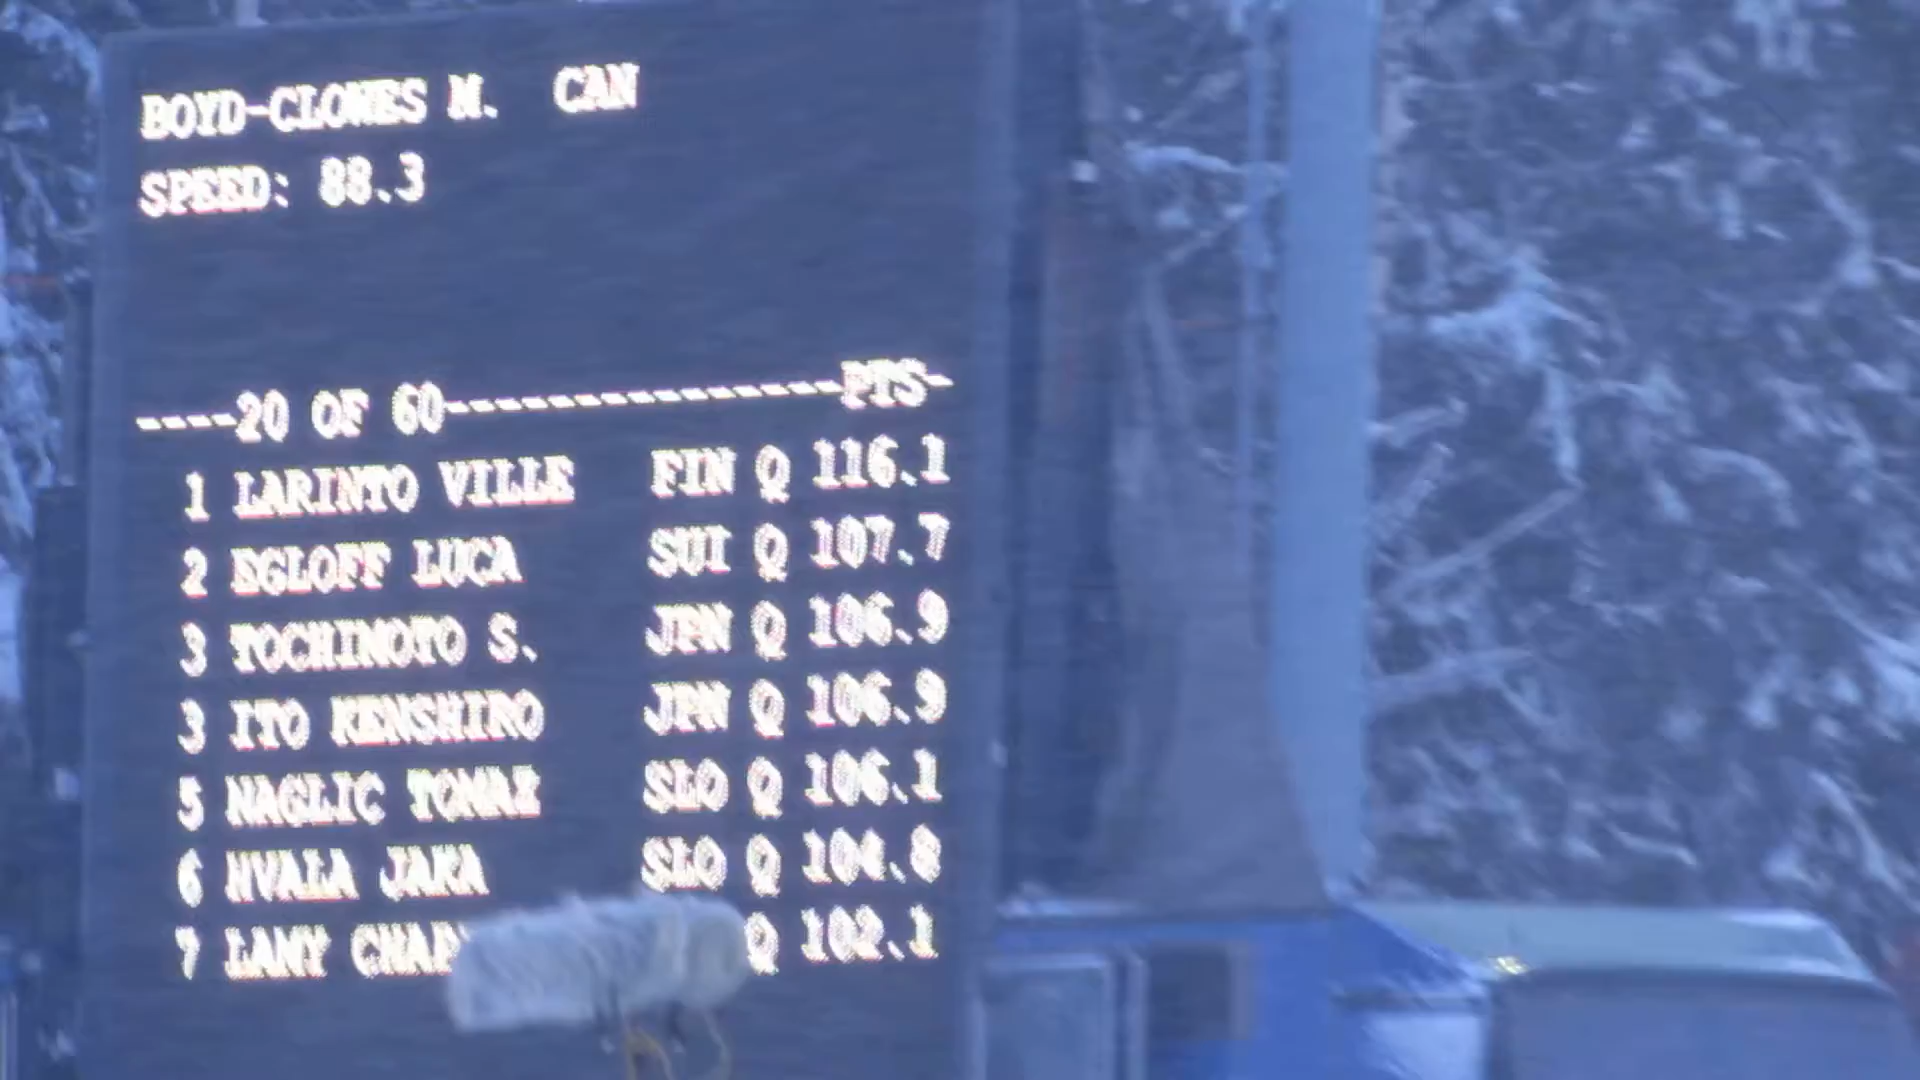 BOYD-CLOWES M. CAN
SPEED: 88.3
----20 OF 60----------------PTS-
1 LARINTO VILLE FIN Q 116.1
2 EGLOFF LUCA SUI Q 107.7
3 TOCHIMOTO S. JPN Q 106.9
3 ITO KENSHIRO JPN Q 106.9
5 NAGLIC TOMAZ SLO Q 106.1
6 HVALA JAKA SLO Q 104.8
7 LAMY CHAP Q 102.1